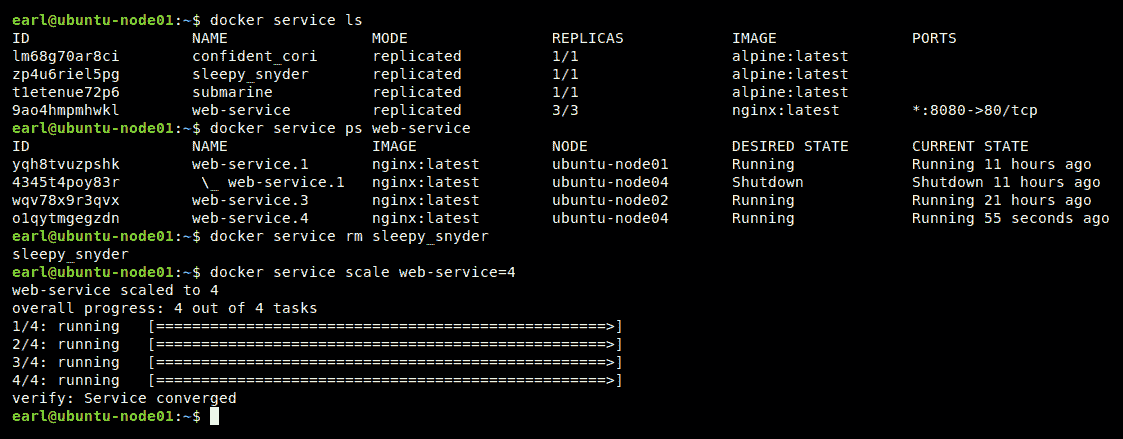 earl@ubuntu-node01:~$ docker service ls
ID NAME MODE REPLICAS IMAGE PORTS
lm68g70ar8ci confident_cori replicated 1/1 alpine:latest
zp4u6riel5pg sleepy_snyder replicated 1/1 alpine:latest
t1etenue72p6 submarine replicated 1/1 alpine:latest
9ao4hmpmhwkl web-service replicated 3/3 nginx:latest *:8080->80/tcp
earl@ubuntu-node01:~$ docker service ps web-service
ID NAME IMAGE NODE DESIRED STATE CURRENT STATE
yqh8tvuzpshk web-service.1 nginx:latest ubuntu-node01 Running Running 11 hours ago
4345t4poy83r \_ web-service.1 nginx:latest ubuntu-node04 Shutdown Shutdown 11 hours ago
wqv78x9r3qvx web-service.3 nginx:latest ubuntu-node02 Running Running 21 hours ago
o1qytmgegzdn web-service.4 nginx:latest ubuntu-node04 Running Running 55 seconds ago
earl@ubuntu-node01:~$ docker service rm sleepy_snyder
sleepy_snyder
earl@ubuntu-node01:~$ docker service scale web-service=4
web-service scaled to 4
overall progress: 4 out of 4 tasks
1/4: running [==================================================>]
2/4: running [==================================================>]
3/4: running [==================================================>]
4/4: running [==================================================>]
verify: Service converged
earl@ubuntu-node01:~$